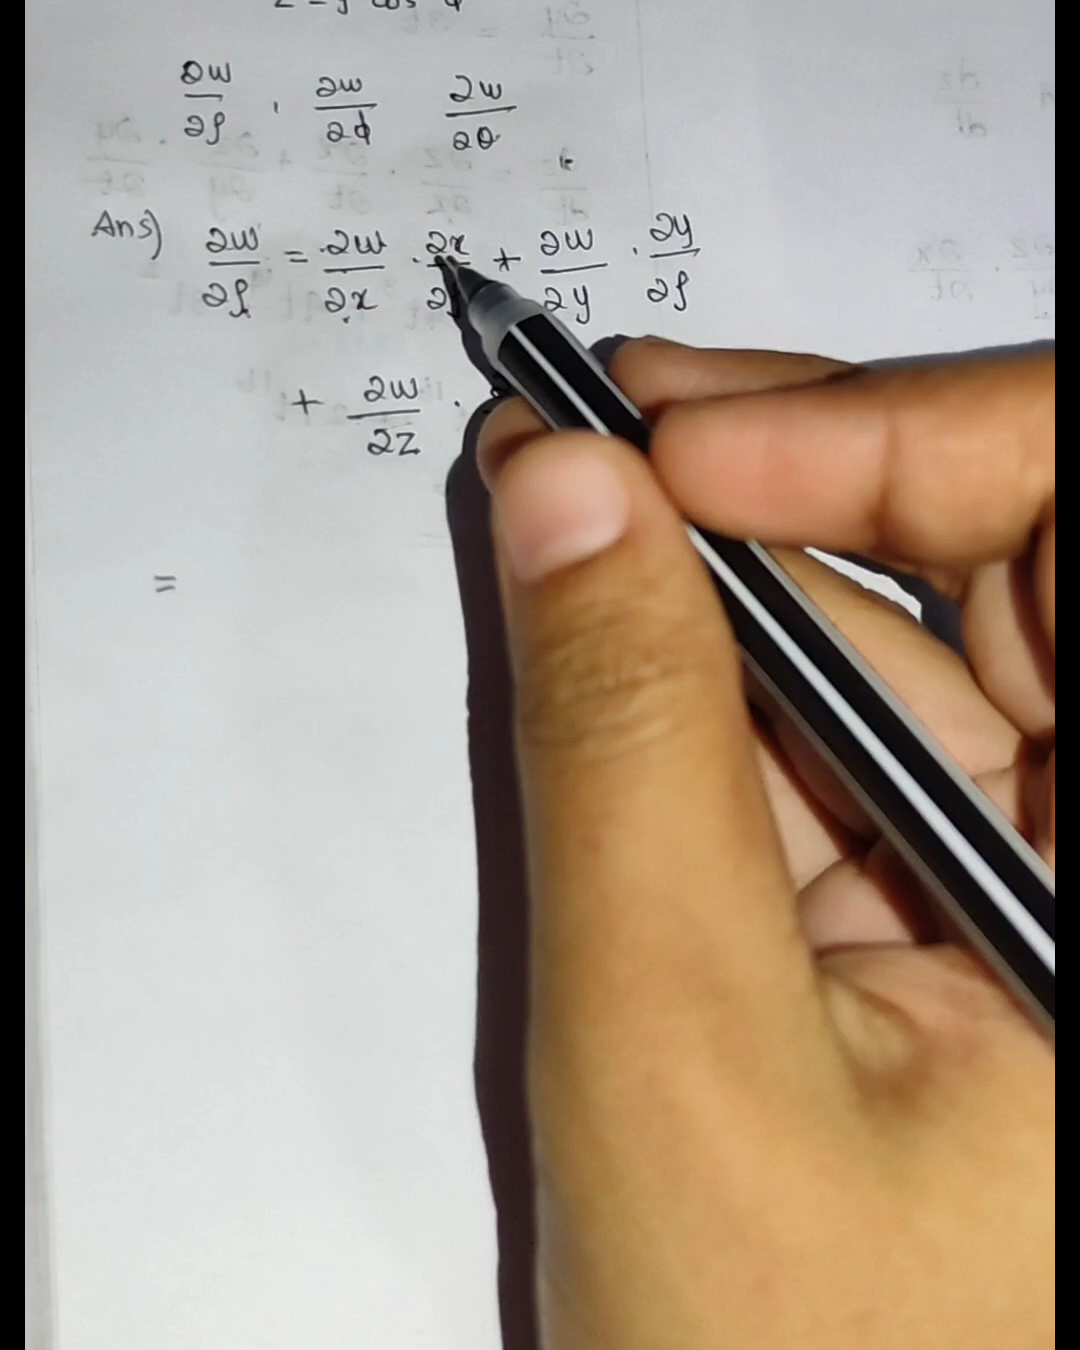 ∂w/∂ρ , ∂w/∂φ ∂w/∂θ
Ans) ∂w/∂ρ = ∂w/∂x · ∂x/∂ρ + ∂w/∂y · ∂y/∂ρ
+ ∂w/∂z ·
=